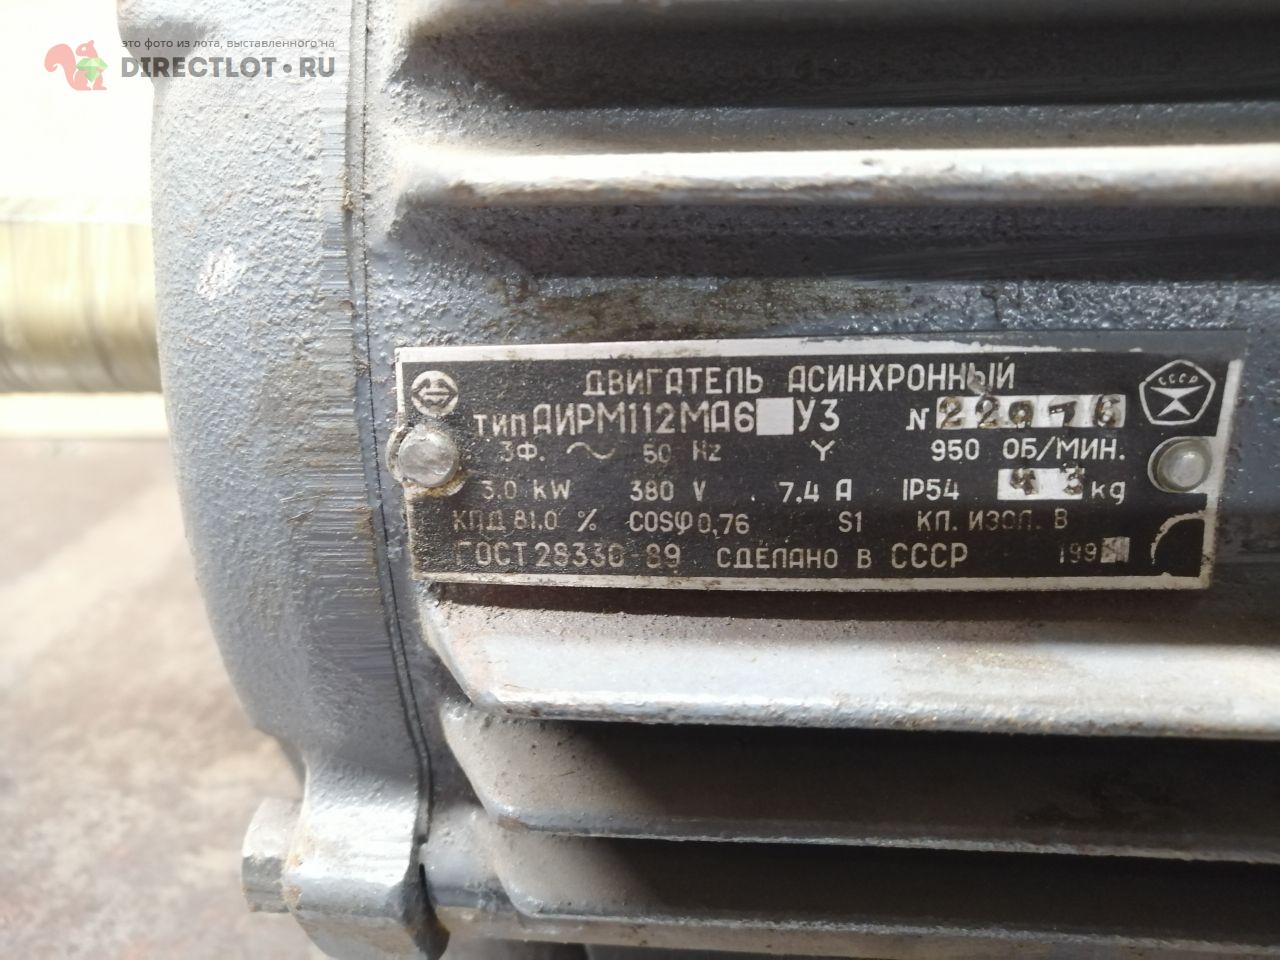 это фото из лота, выставленного на
DIRECTLOT.RU
ДВИГАТЕЛЬ АСИНХРОННЫЙ
СССР
ТИП АИРМ112МА6 У3 N 22976
3Ф. ~ 50 Hz Y 950 ОБ/МИН.
3.0 kW 380 V 7.4 A IP54 43 kg
КПД 81.0 % COSφ 0,76 S1 КЛ. ИЗОЛ. В
ГОСТ 28330 89 СДЕЛАНО В СССР